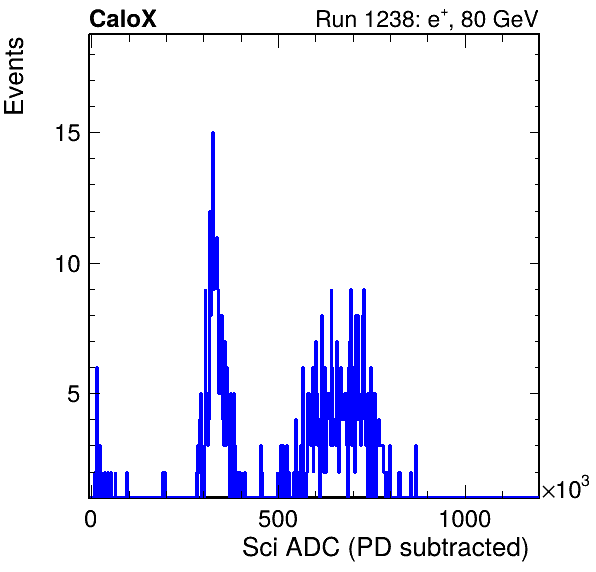 CaloX Run 1238: e⁺, 80 GeV
Events
15
10
5
0 500 1000 ×10³
Sci ADC (PD subtracted)